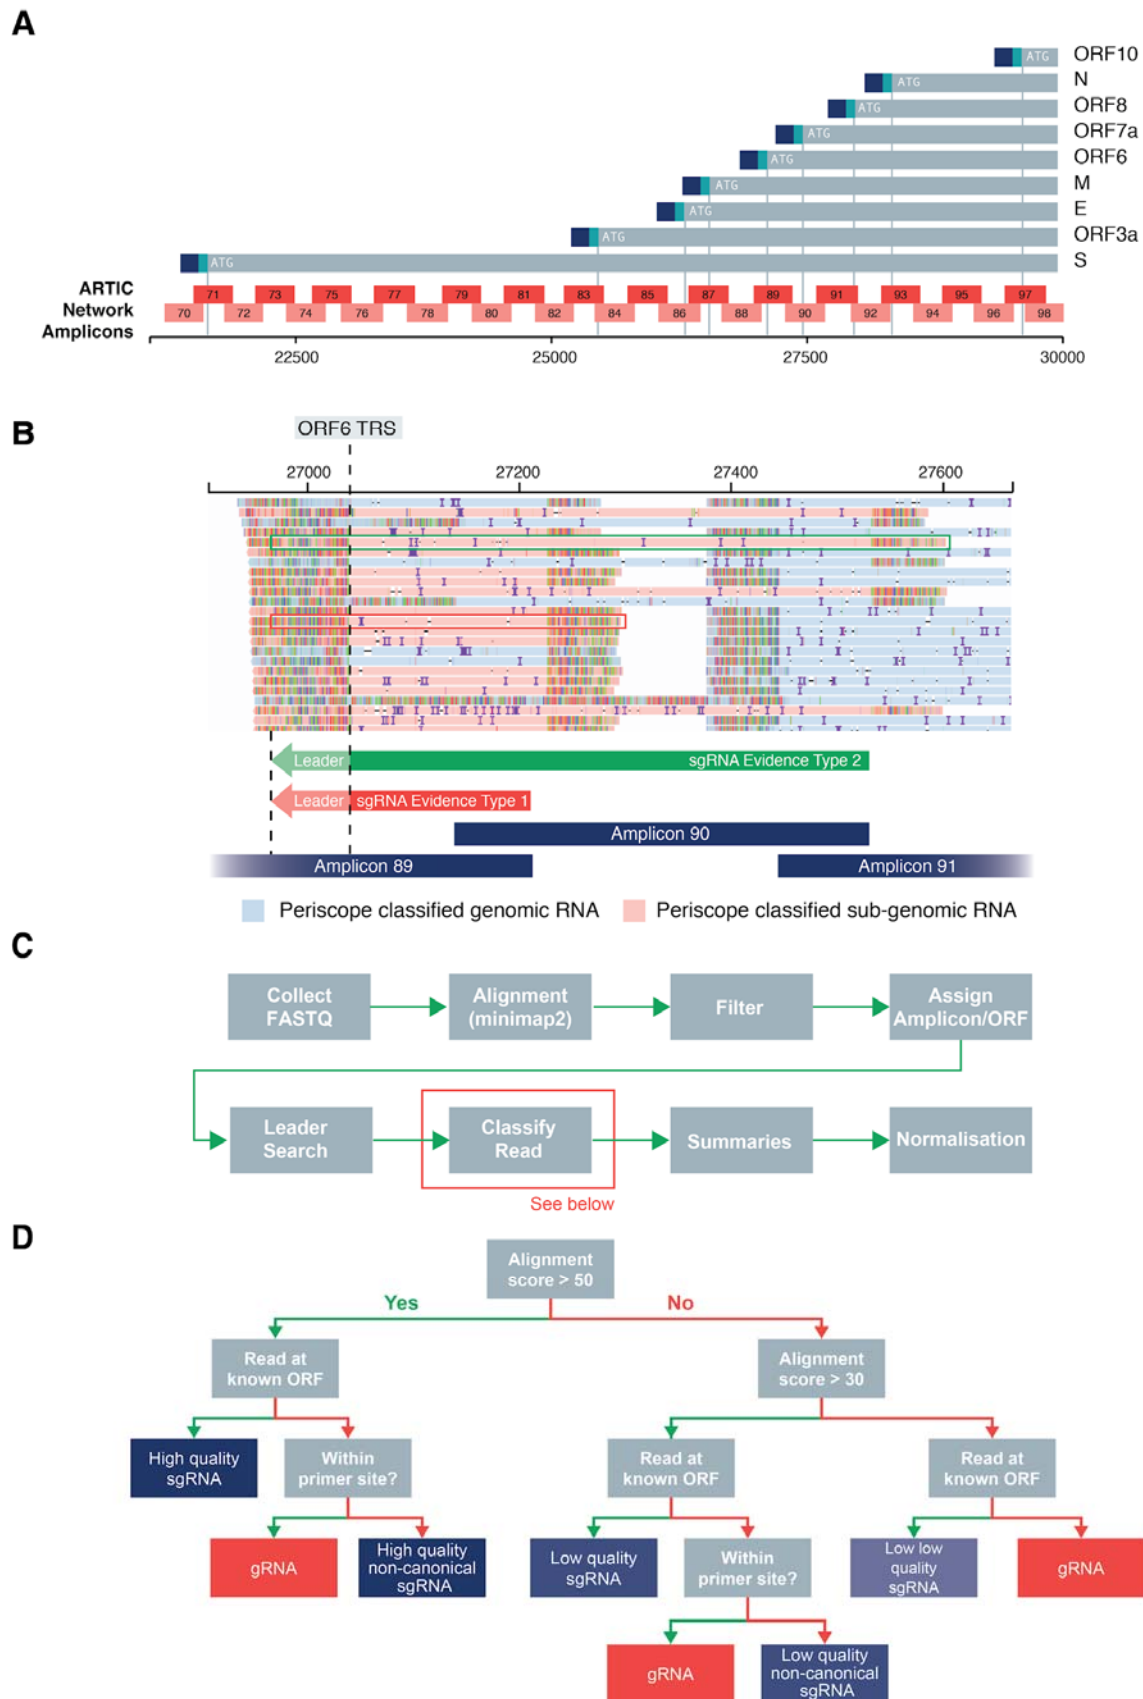 A
ATG ORF10
ATG N
ATG ORF8
ATG ORF7a
ATG ORF6
ATG M
ATG E
ATG ORF3a
ATG S
ARTIC
Network
Amplicons
71 73 75 77 79 81 83 85 87 89 91 93 95 97
70 72 74 76 78 80 82 84 86 88 90 92 94 96 98
22500 25000 27500 30000
B
ORF6 TRS
27000 27200 27400 27600
Leader sgRNA Evidence Type 2
Leader sgRNA Evidence Type 1
Amplicon 90
Amplicon 89 Amplicon 91
Periscope classified genomic RNA Periscope classified sub-genomic RNA
C
Collect
FASTQ
Alignment
(minimap2)
Filter
Assign
Amplicon/ORF
Leader
Search
Classify
Read
Summaries
Normalisation
See below
D
Alignment
score > 50
Yes No
Read at
known ORF
Alignment
score > 30
High quality
sgRNA
Within
primer site?
Read at
known ORF
Read at
known ORF
gRNA
High quality
non-canonical
sgRNA
Low quality
sgRNA
Within
primer site?
Low low
quality
sgRNA
gRNA
gRNA
Low quality
non-canonical
sgRNA